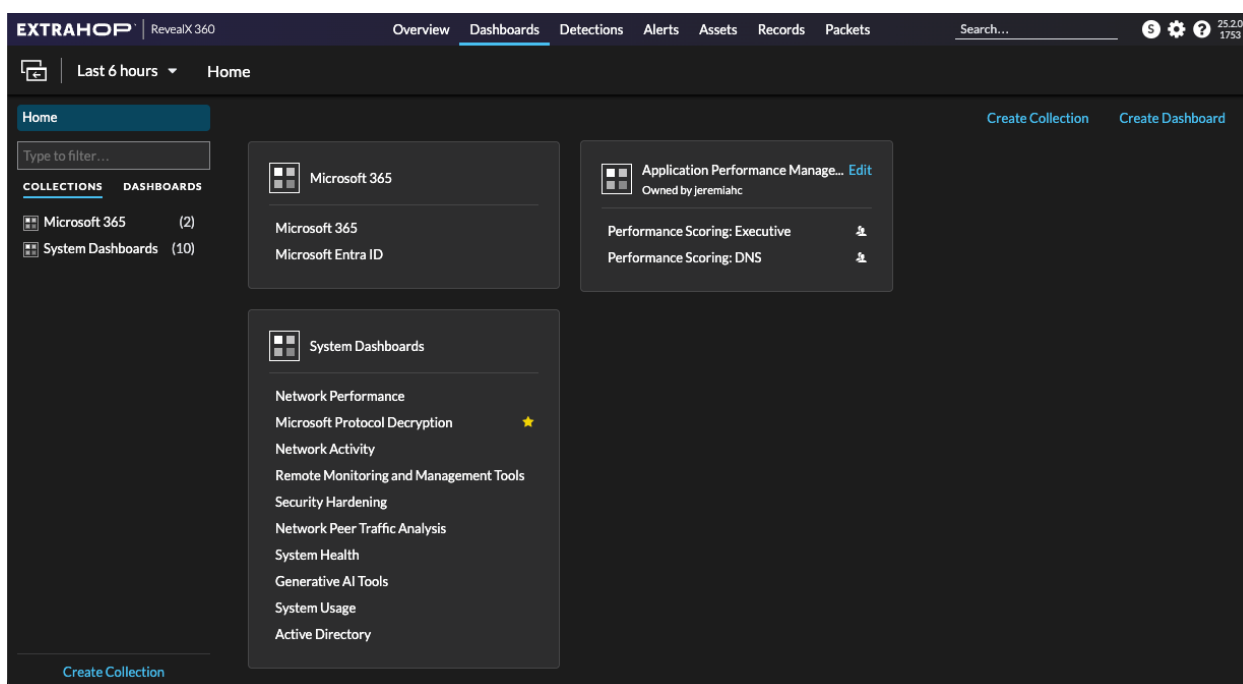 EXTRAHOP RevealX 360 Overview Dashboards Detections Alerts Assets Records Packets Search... S ? 25.2.0
1753
Last 6 hours Home
Home
Create Collection Create Dashboard
Type to filter...
COLLECTIONS DASHBOARDS
Microsoft 365 (2)
System Dashboards (10)
Microsoft 365
Microsoft 365
Microsoft Entra ID
Application Performance Manage... Edit
Owned by jeremiahc
Performance Scoring: Executive
Performance Scoring: DNS
System Dashboards
Network Performance
Microsoft Protocol Decryption
Network Activity
Remote Monitoring and Management Tools
Security Hardening
Network Peer Traffic Analysis
System Health
Generative AI Tools
System Usage
Active Directory
Create Collection